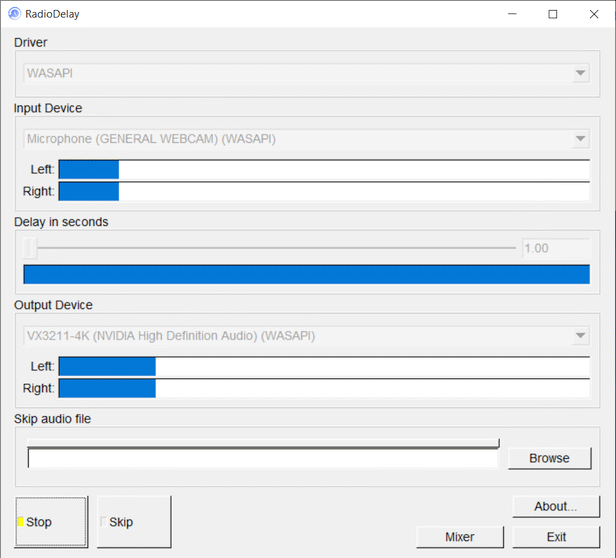 RadioDelay
Driver
WASAPI
Input Device
Microphone (GENERAL WEBCAM) (WASAPI)
Left:
Right:
Delay in seconds
1.00
Output Device
VX3211-4K (NVIDIA High Definition Audio) (WASAPI)
Left:
Right:
Skip audio file
Browse
Stop
Skip
About...
Mixer
Exit